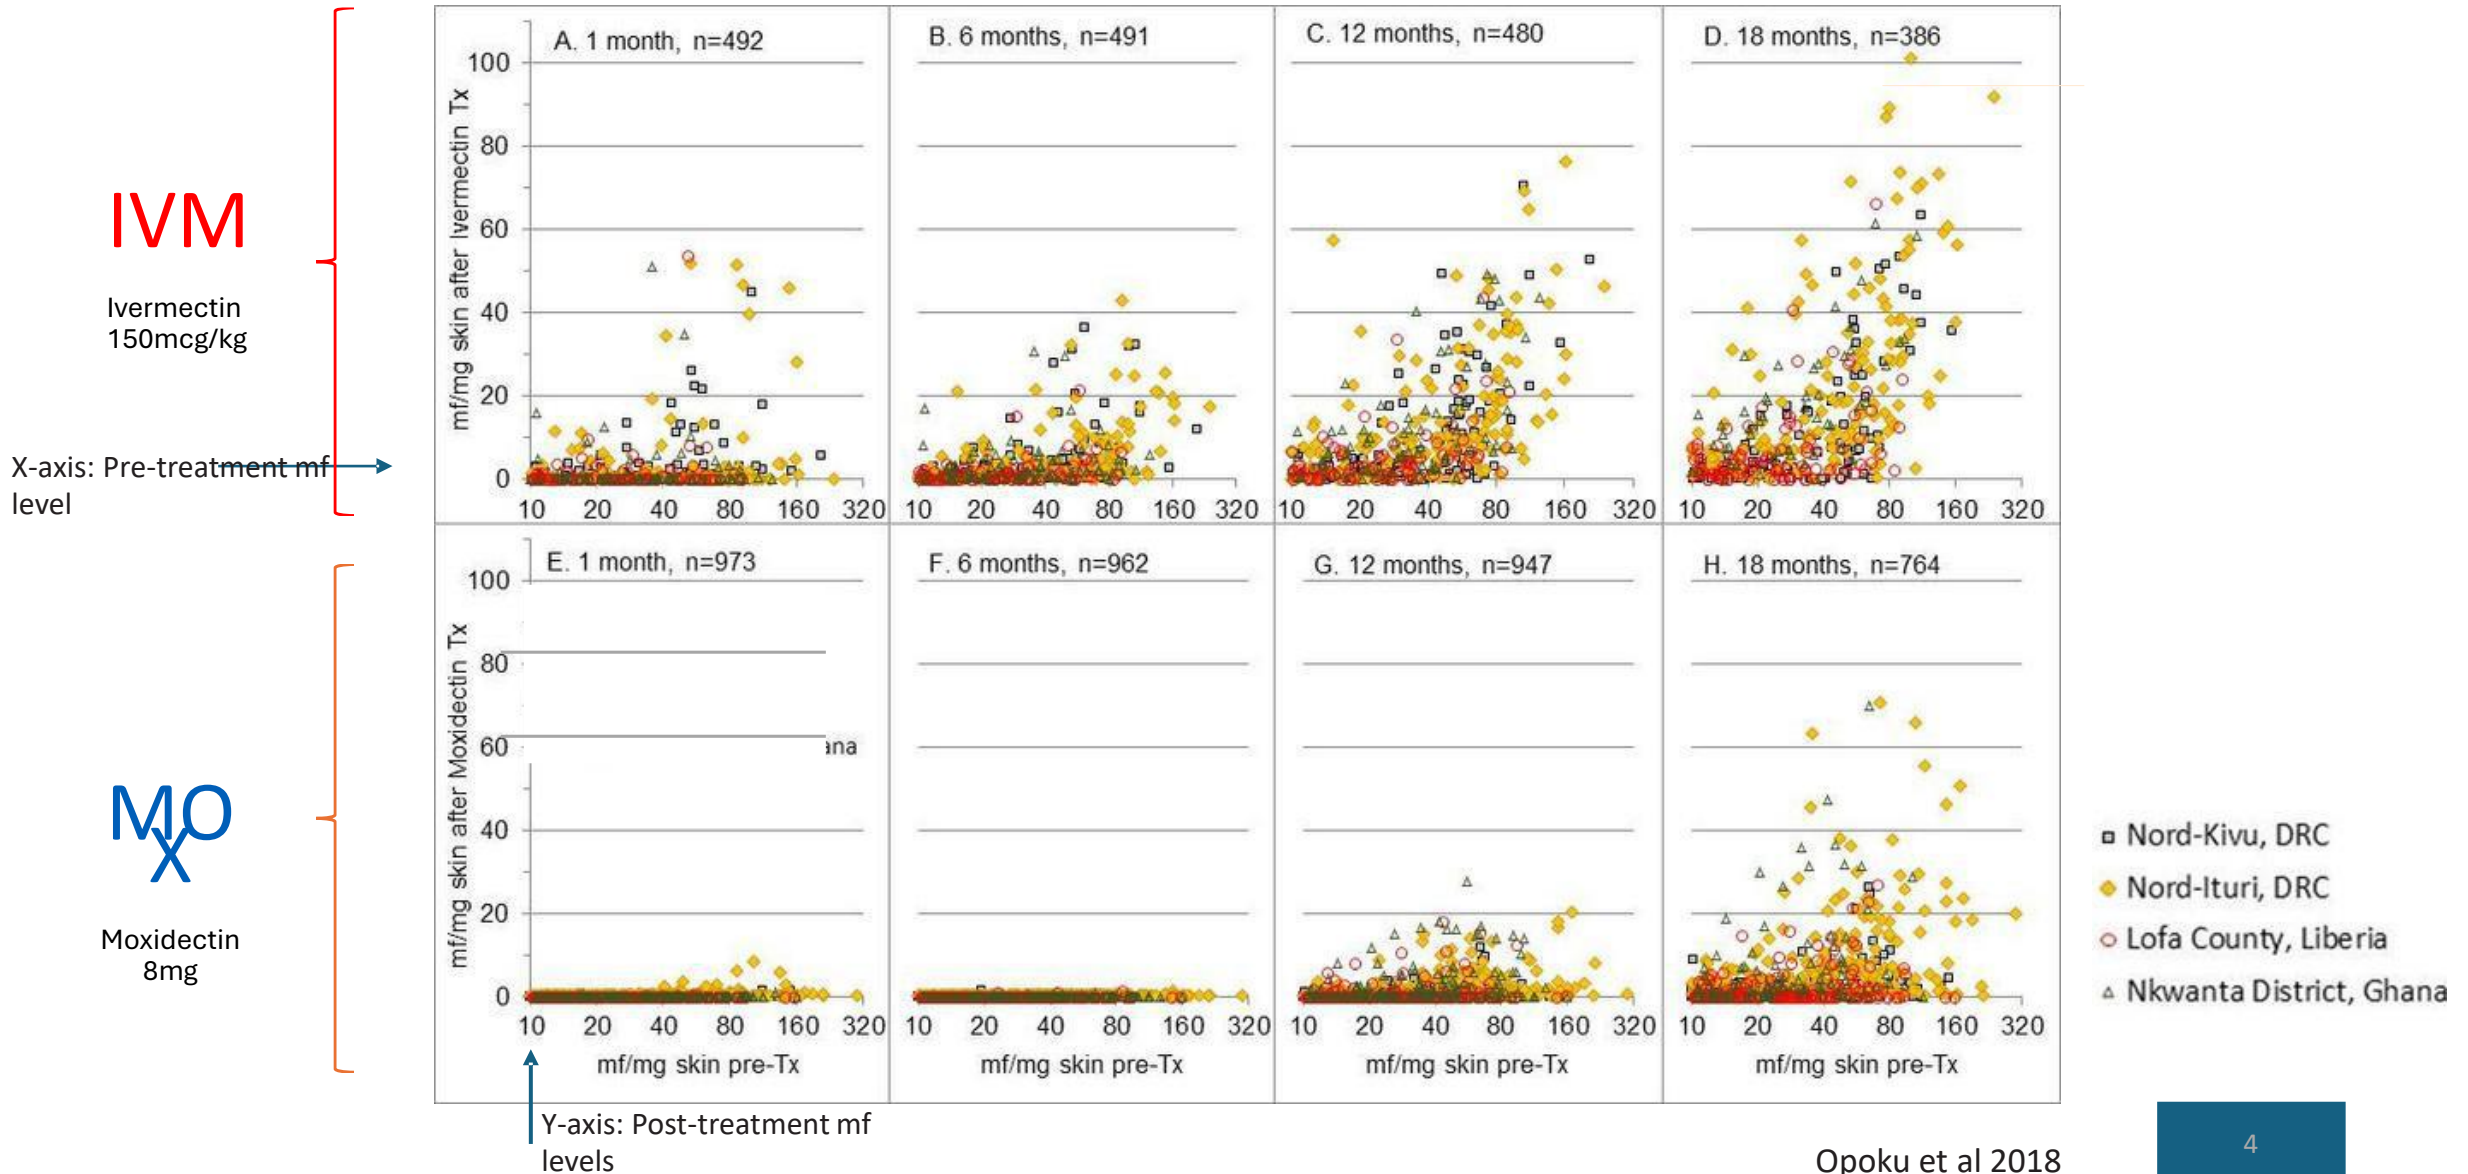 IVM
Ivermectin
150mcg/kg
X-axis: Pre-treatment mf
level
MO
X
Moxidectin
8mg
mf/mg skin after Ivermectin Tx
A. 1 month, n=492
B. 6 months, n=491
C. 12 months, n=480
D. 18 months, n=386
100
80
60
40
20
0
10 20 40 80 160 320
10 20 40 80 160 320
10 20 40 80 160 320
10 20 40 80 160 320
mf/mg skin after Moxidectin Tx
E. 1 month, n=973
F. 6 months, n=962
G. 12 months, n=947
H. 18 months, n=764
100
80
60
ana
40
20
0
10 20 40 80 160 320
10 20 40 80 160 320
10 20 40 80 160 320
10 20 40 80 160 320
mf/mg skin pre-Tx
mf/mg skin pre-Tx
mf/mg skin pre-Tx
mf/mg skin pre-Tx
Nord-Kivu, DRC
Nord-Ituri, DRC
Lofa County, Liberia
Nkwanta District, Ghana
Y-axis: Post-treatment mf
levels
Opoku et al 2018
4